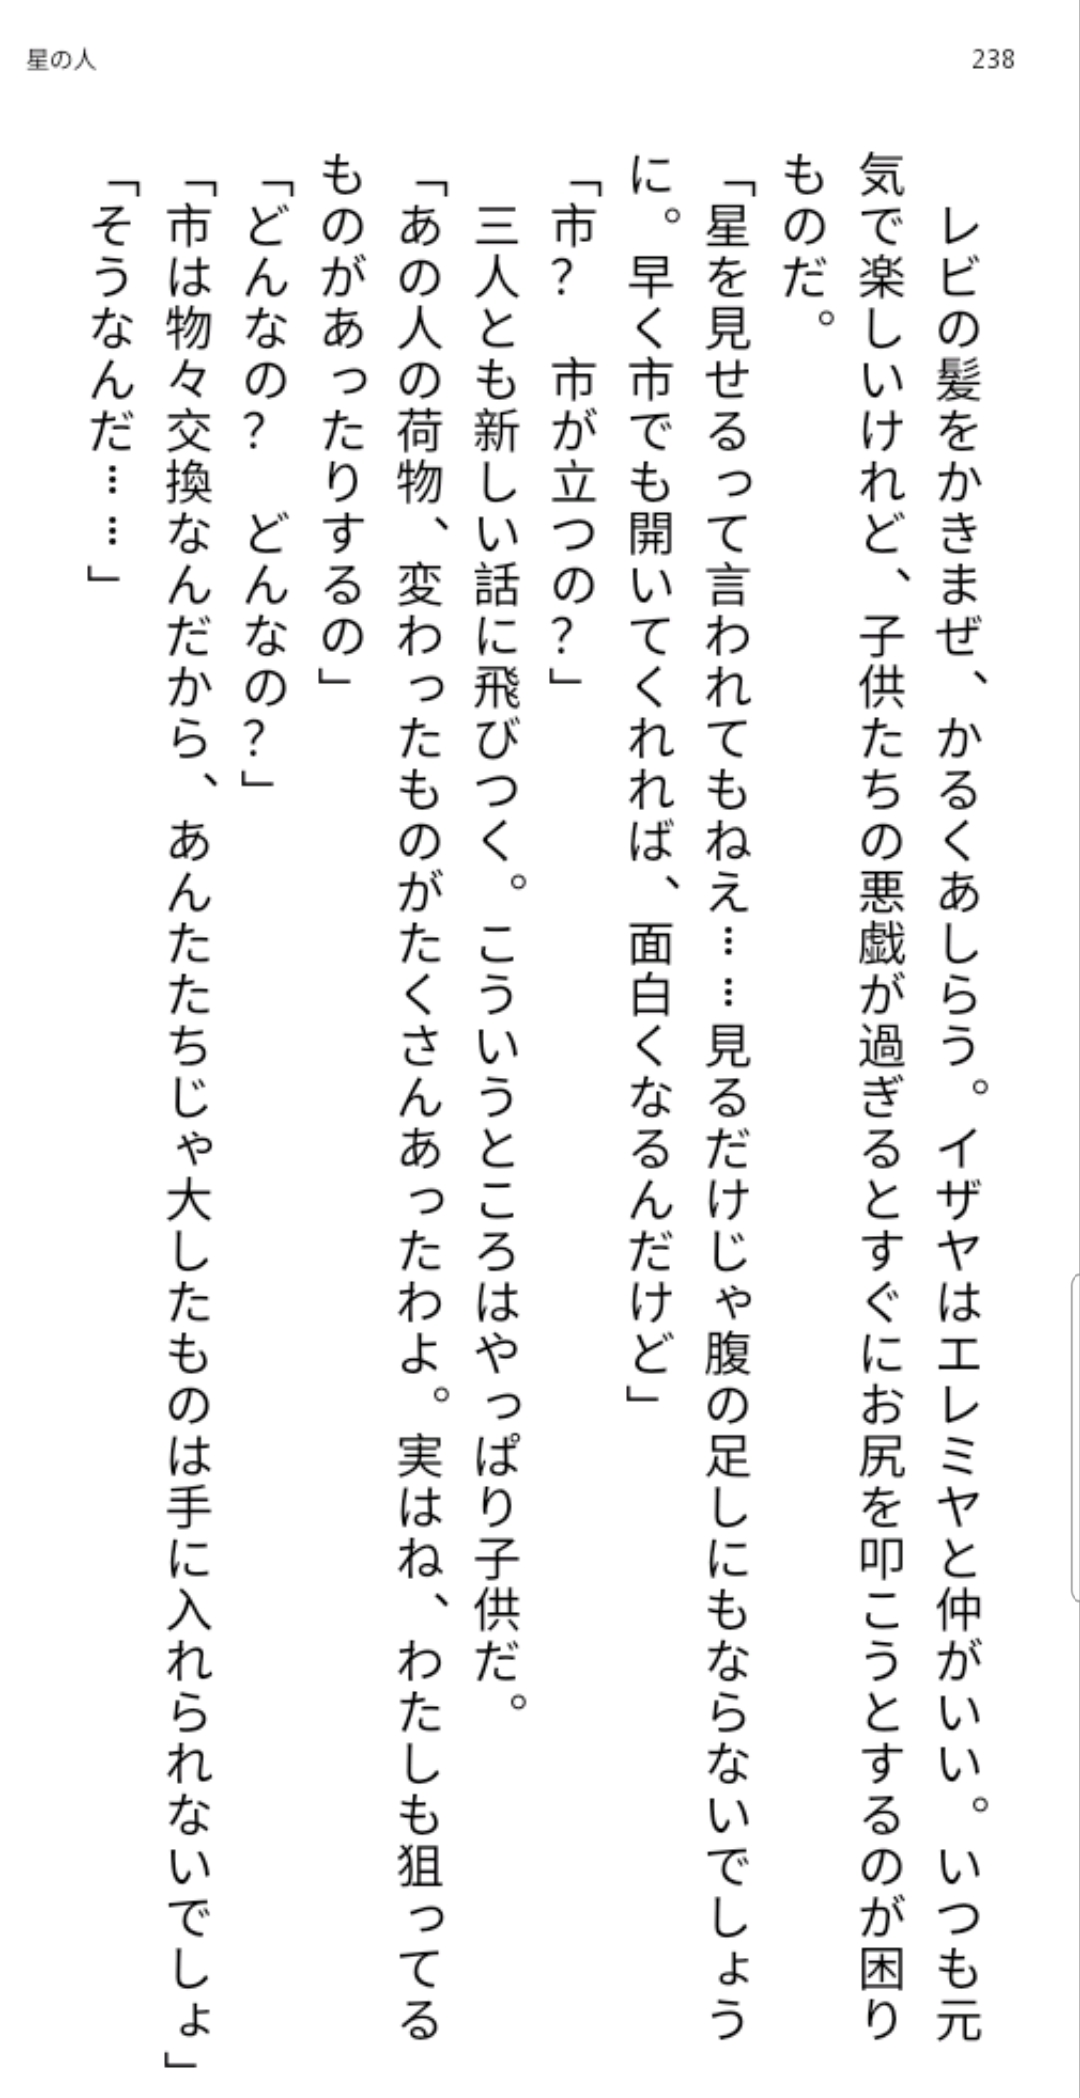 星の人
238
　レビの髪をかきまぜ、かるくあしらう。イザヤはエレミヤと仲がいい。いつも元
気で楽しいけれど、子供たちの悪戯が過ぎるとすぐにお尻を叩こうとするのが困り
ものだ。
「星を見せるって言われてもねえ……見るだけじゃ腹の足しにもならないでしょう
に。早く市でも開いてくれれば、面白くなるんだけど」
「市？　市が立つの？」
　三人とも新しい話に飛びつく。こういうところはやっぱり子供だ。
「あの人の荷物、変わったものがたくさんあったわよ。実はね、わたしも狙ってる
ものがあったりするの」
「どんなの？　どんなの？」
「市は物々交換なんだから、あんたたちじゃ大したものは手に入れられないでしょ」
「そうなんだ……」